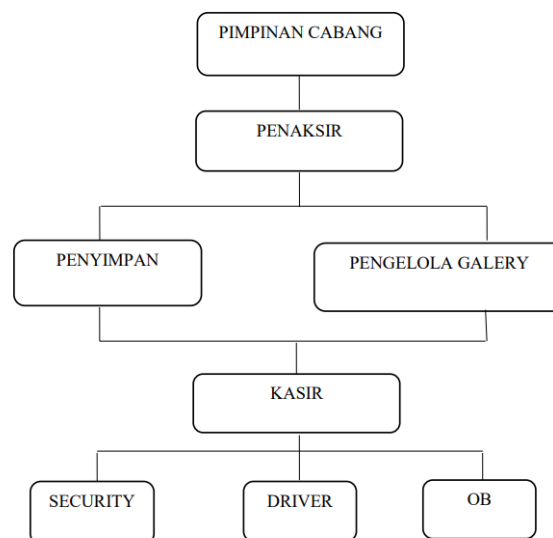 PIMPINAN CABANG
PENAKSIR
PENYIMPAN
PENGELOLA GALERY
KASIR
SECURITY
DRIVER
OB